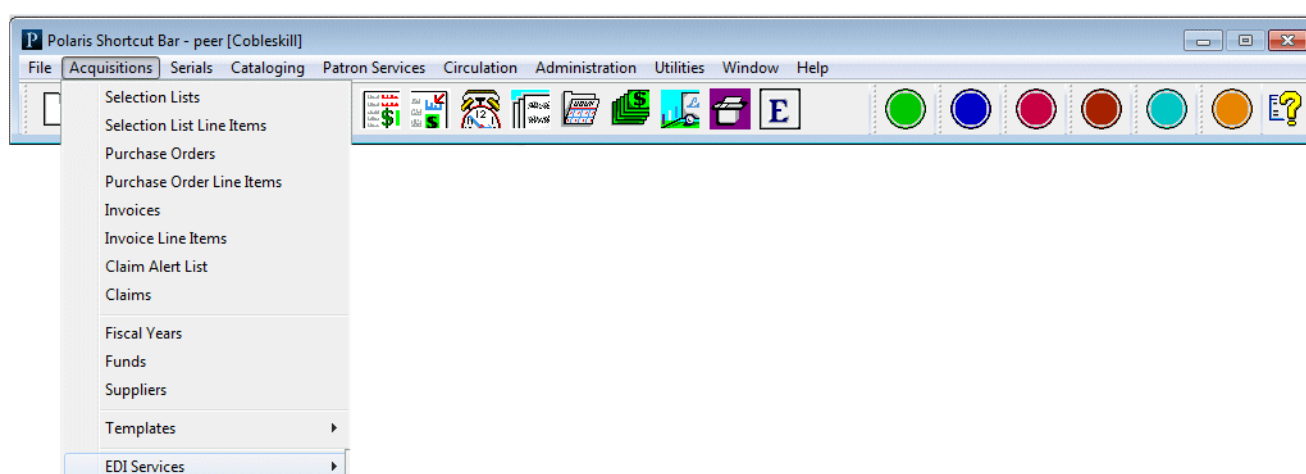 Polaris Shortcut Bar - peer [Cobleskill]
File Acquisitions Serials Cataloging Patron Services Circulation Administration Utilities Window Help
Selection Lists
Selection List Line Items
Purchase Orders
Purchase Order Line Items
Invoices
Invoice Line Items
Claim Alert List
Claims
Fiscal Years
Funds
Suppliers
Templates
EDI Services
E